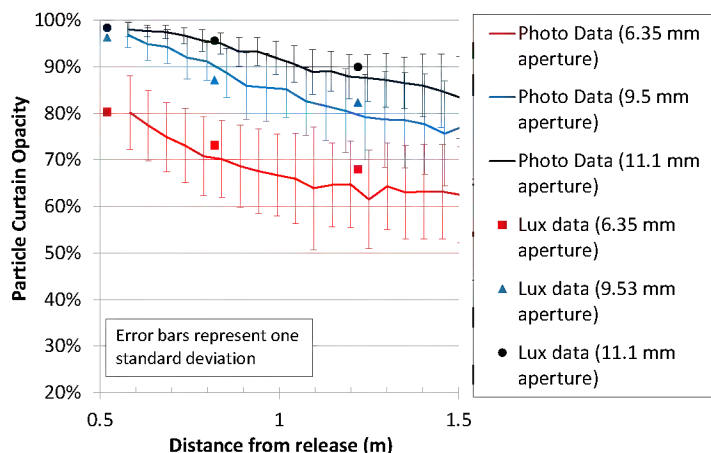 100%
90%
80%
70%
60%
50%
40%
30%
20%
Particle Curtain Opacity
Error bars represent one
standard deviation
0.5
1
1.5
Distance from release (m)
Photo Data (6.35 mm
aperture)
Photo Data (9.5 mm
aperture)
Photo Data (11.1 mm
aperture)
Lux data (6.35 mm
aperture)
Lux data (9.53 mm
aperture)
Lux data (11.1 mm
aperture)